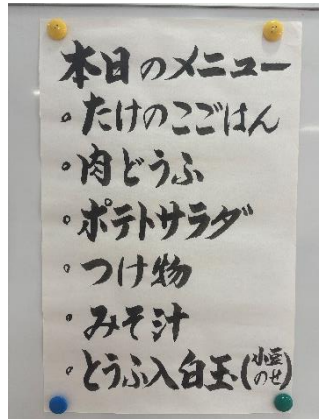 本日のメニュー
。たけのこごはん
。肉どうふ
。ポテトサラダ
。つけ物
。みそ汁
。とうふ入白玉(小豆のせ)